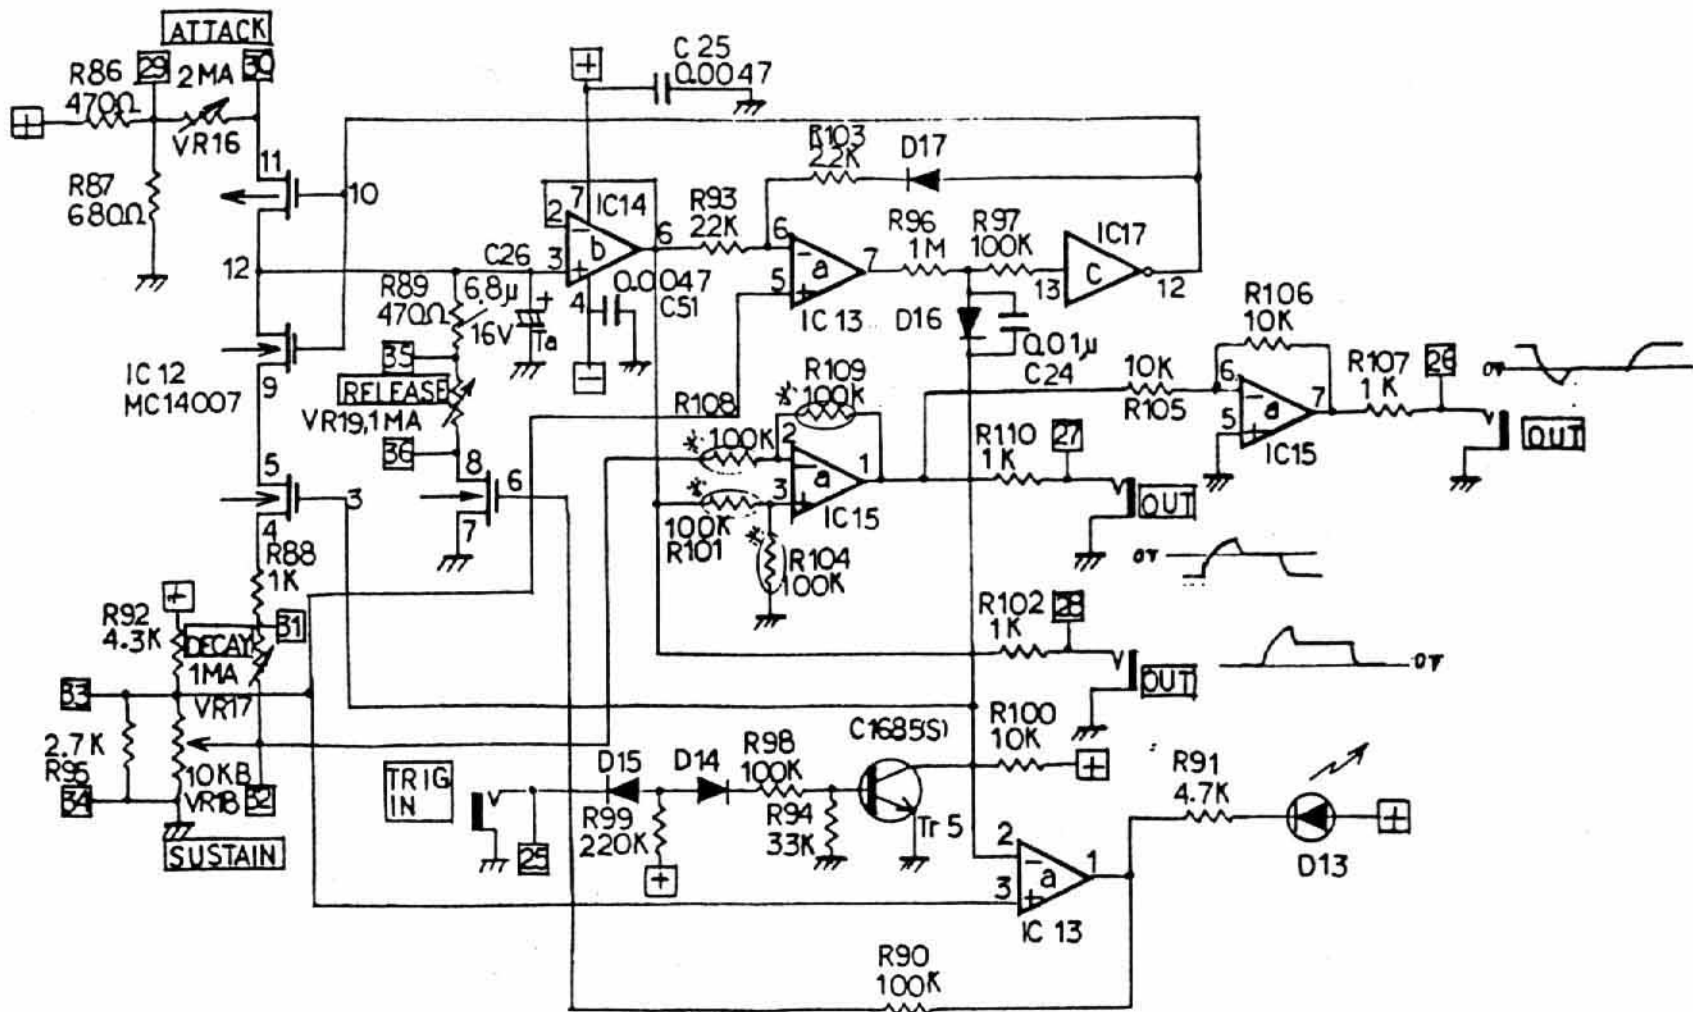 ATTACK
29
30
R86
470Ω
2MA
VR16
+
11
10
R87
680Ω
12
R89
470Ω
C26
6.8μ
16V
+
Ta
35
RELEASE
VR19,1MA
36
IC12
MC14007
9
5
3
4
8
6
7
R88
1K
+
R92
4.3K
31
DECAY
1MA
VR17
33
2.7K
R95
34
10KB
VR18
32
SUSTAIN
+
C25
0.0047
7
IC14
2
-
b
3
+
6
4
0.0047
C51
-
R93
22K
R103
22K
D17
6
-
a
5
+
7
IC13
R96
1M
R97
100K
IC17
C
13
12
D16
0.01μ
C24
R108
*
100K
*
R109
100K
2
-
a
3
+
1
IC15
*
100K
R101
*
R104
100K
R110
1K
27
OUT
0V
10K
R105
R106
10K
6
-
a
5
+
7
IC15
R107
1K
26
0V
OUT
R102
1K
28
OUT
0V
R100
10K
+
C1685(S)
TRIG
IN
25
D15
D14
R99
220K
+
R98
100K
R94
33K
Tr5
2
-
a
3
+
1
IC13
R91
4.7K
D13
+
R90
100K